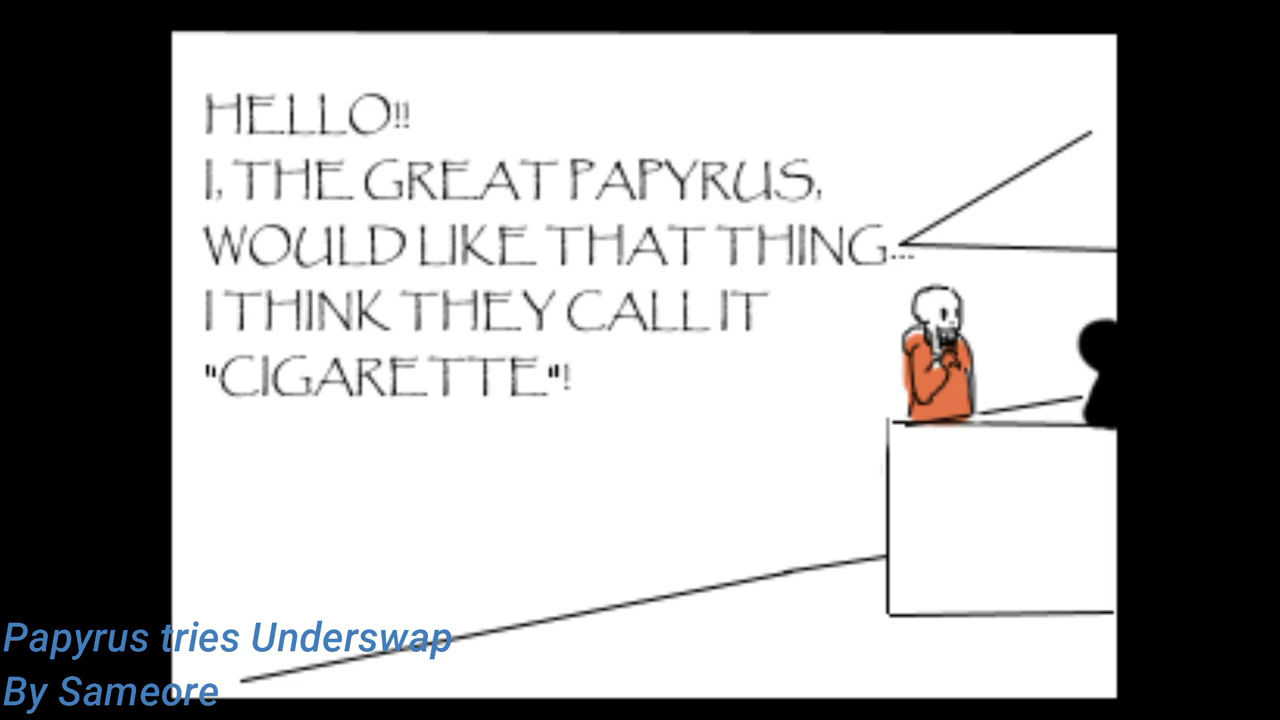 HELLO!!
I, THE GREAT PAPYRUS,
WOULD LIKE THAT THING...
I THINK THEY CALL IT
"CIGARETTE"!
Papyrus tries Underswap
By Sameore